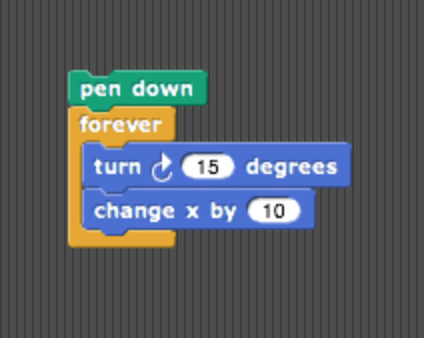 pen down
forever
turn 15 degrees
change x by 10